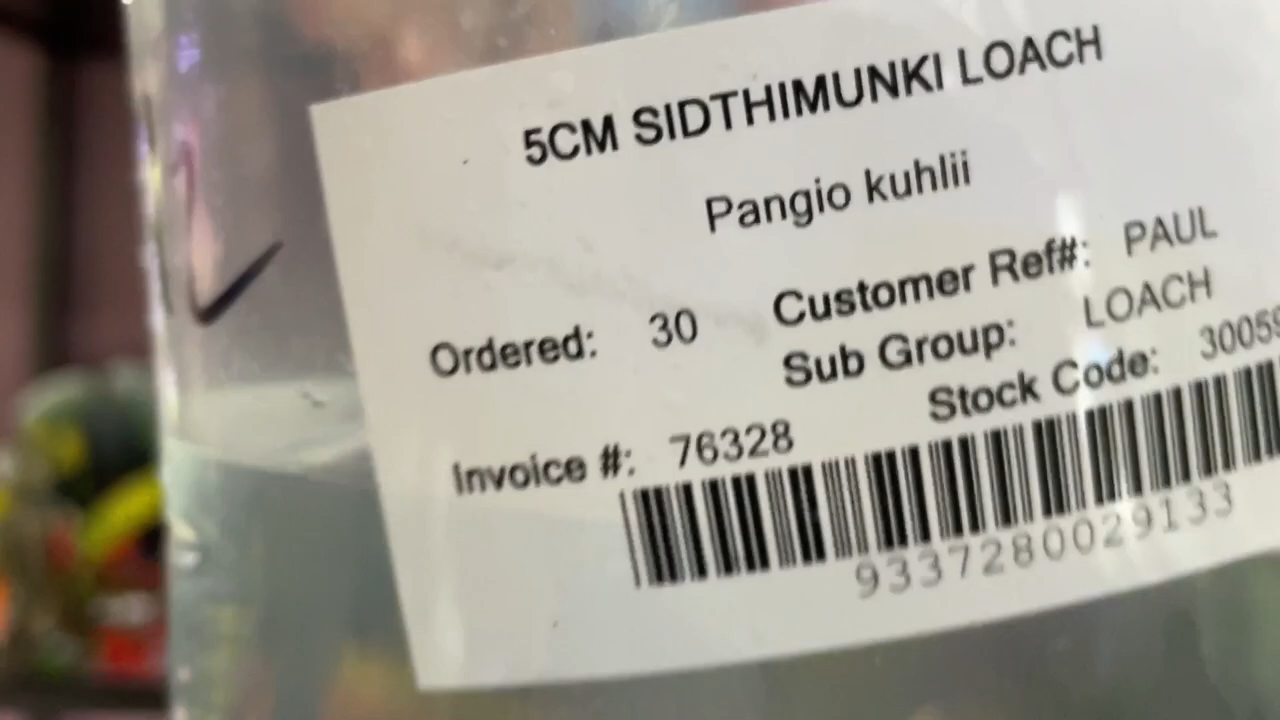 5CM SIDTHIMUNKI LOACH
Pangio kuhlii
Ordered: 30 Customer Ref#: PAUL
Sub Group: LOACH
Invoice #: 76328 Stock Code:
9337280029133